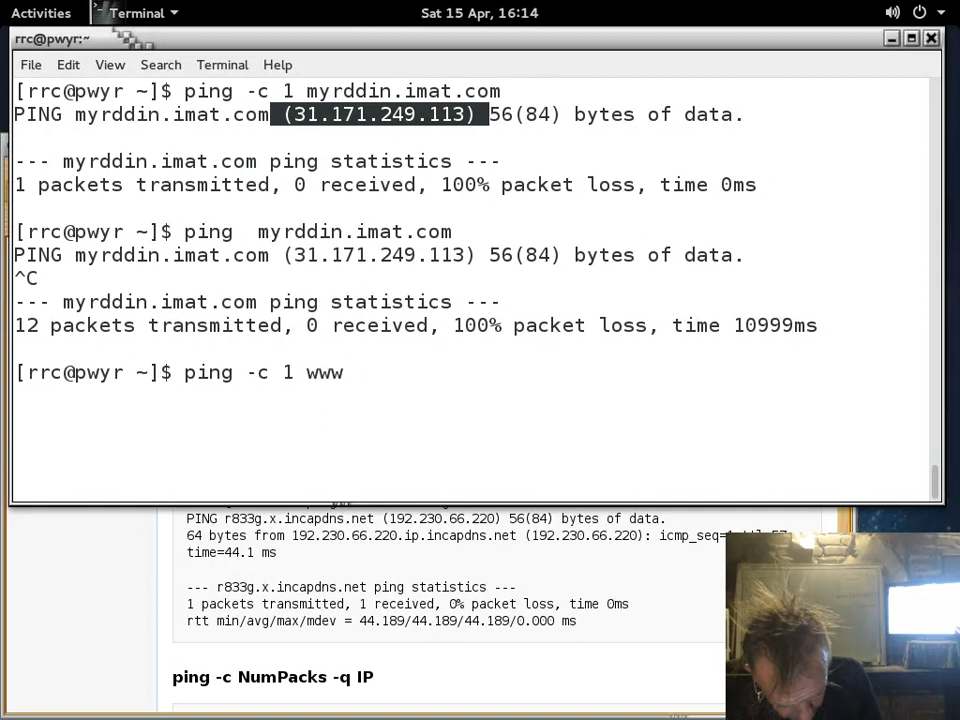 Activities
Terminal
Sat 15 Apr, 16:14
rrc@pwyr:~
File Edit View Search Terminal Help
[rrc@pwyr ~]$ ping -c 1 myrddin.imat.com
PING myrddin.imat.com (31.171.249.113) 56(84) bytes of data.
--- myrddin.imat.com ping statistics ---
1 packets transmitted, 0 received, 100% packet loss, time 0ms
[rrc@pwyr ~]$ ping  myrddin.imat.com
PING myrddin.imat.com (31.171.249.113) 56(84) bytes of data.
^C
--- myrddin.imat.com ping statistics ---
12 packets transmitted, 0 received, 100% packet loss, time 10999ms
[rrc@pwyr ~]$ ping -c 1 www
PING r833g.x.incapdns.net (192.230.66.220) 56(84) bytes of data.
64 bytes from 192.230.66.220.ip.incapdns.net (192.230.66.220):
time=44.1 ms
--- r833g.x.incapdns.net ping statistics ---
1 packets transmitted, 1 received, 0% packet loss, time 0ms
rtt min/avg/max/mdev = 44.189/44.189/44.189/0.000 ms
ping -c NumPacks -q IP